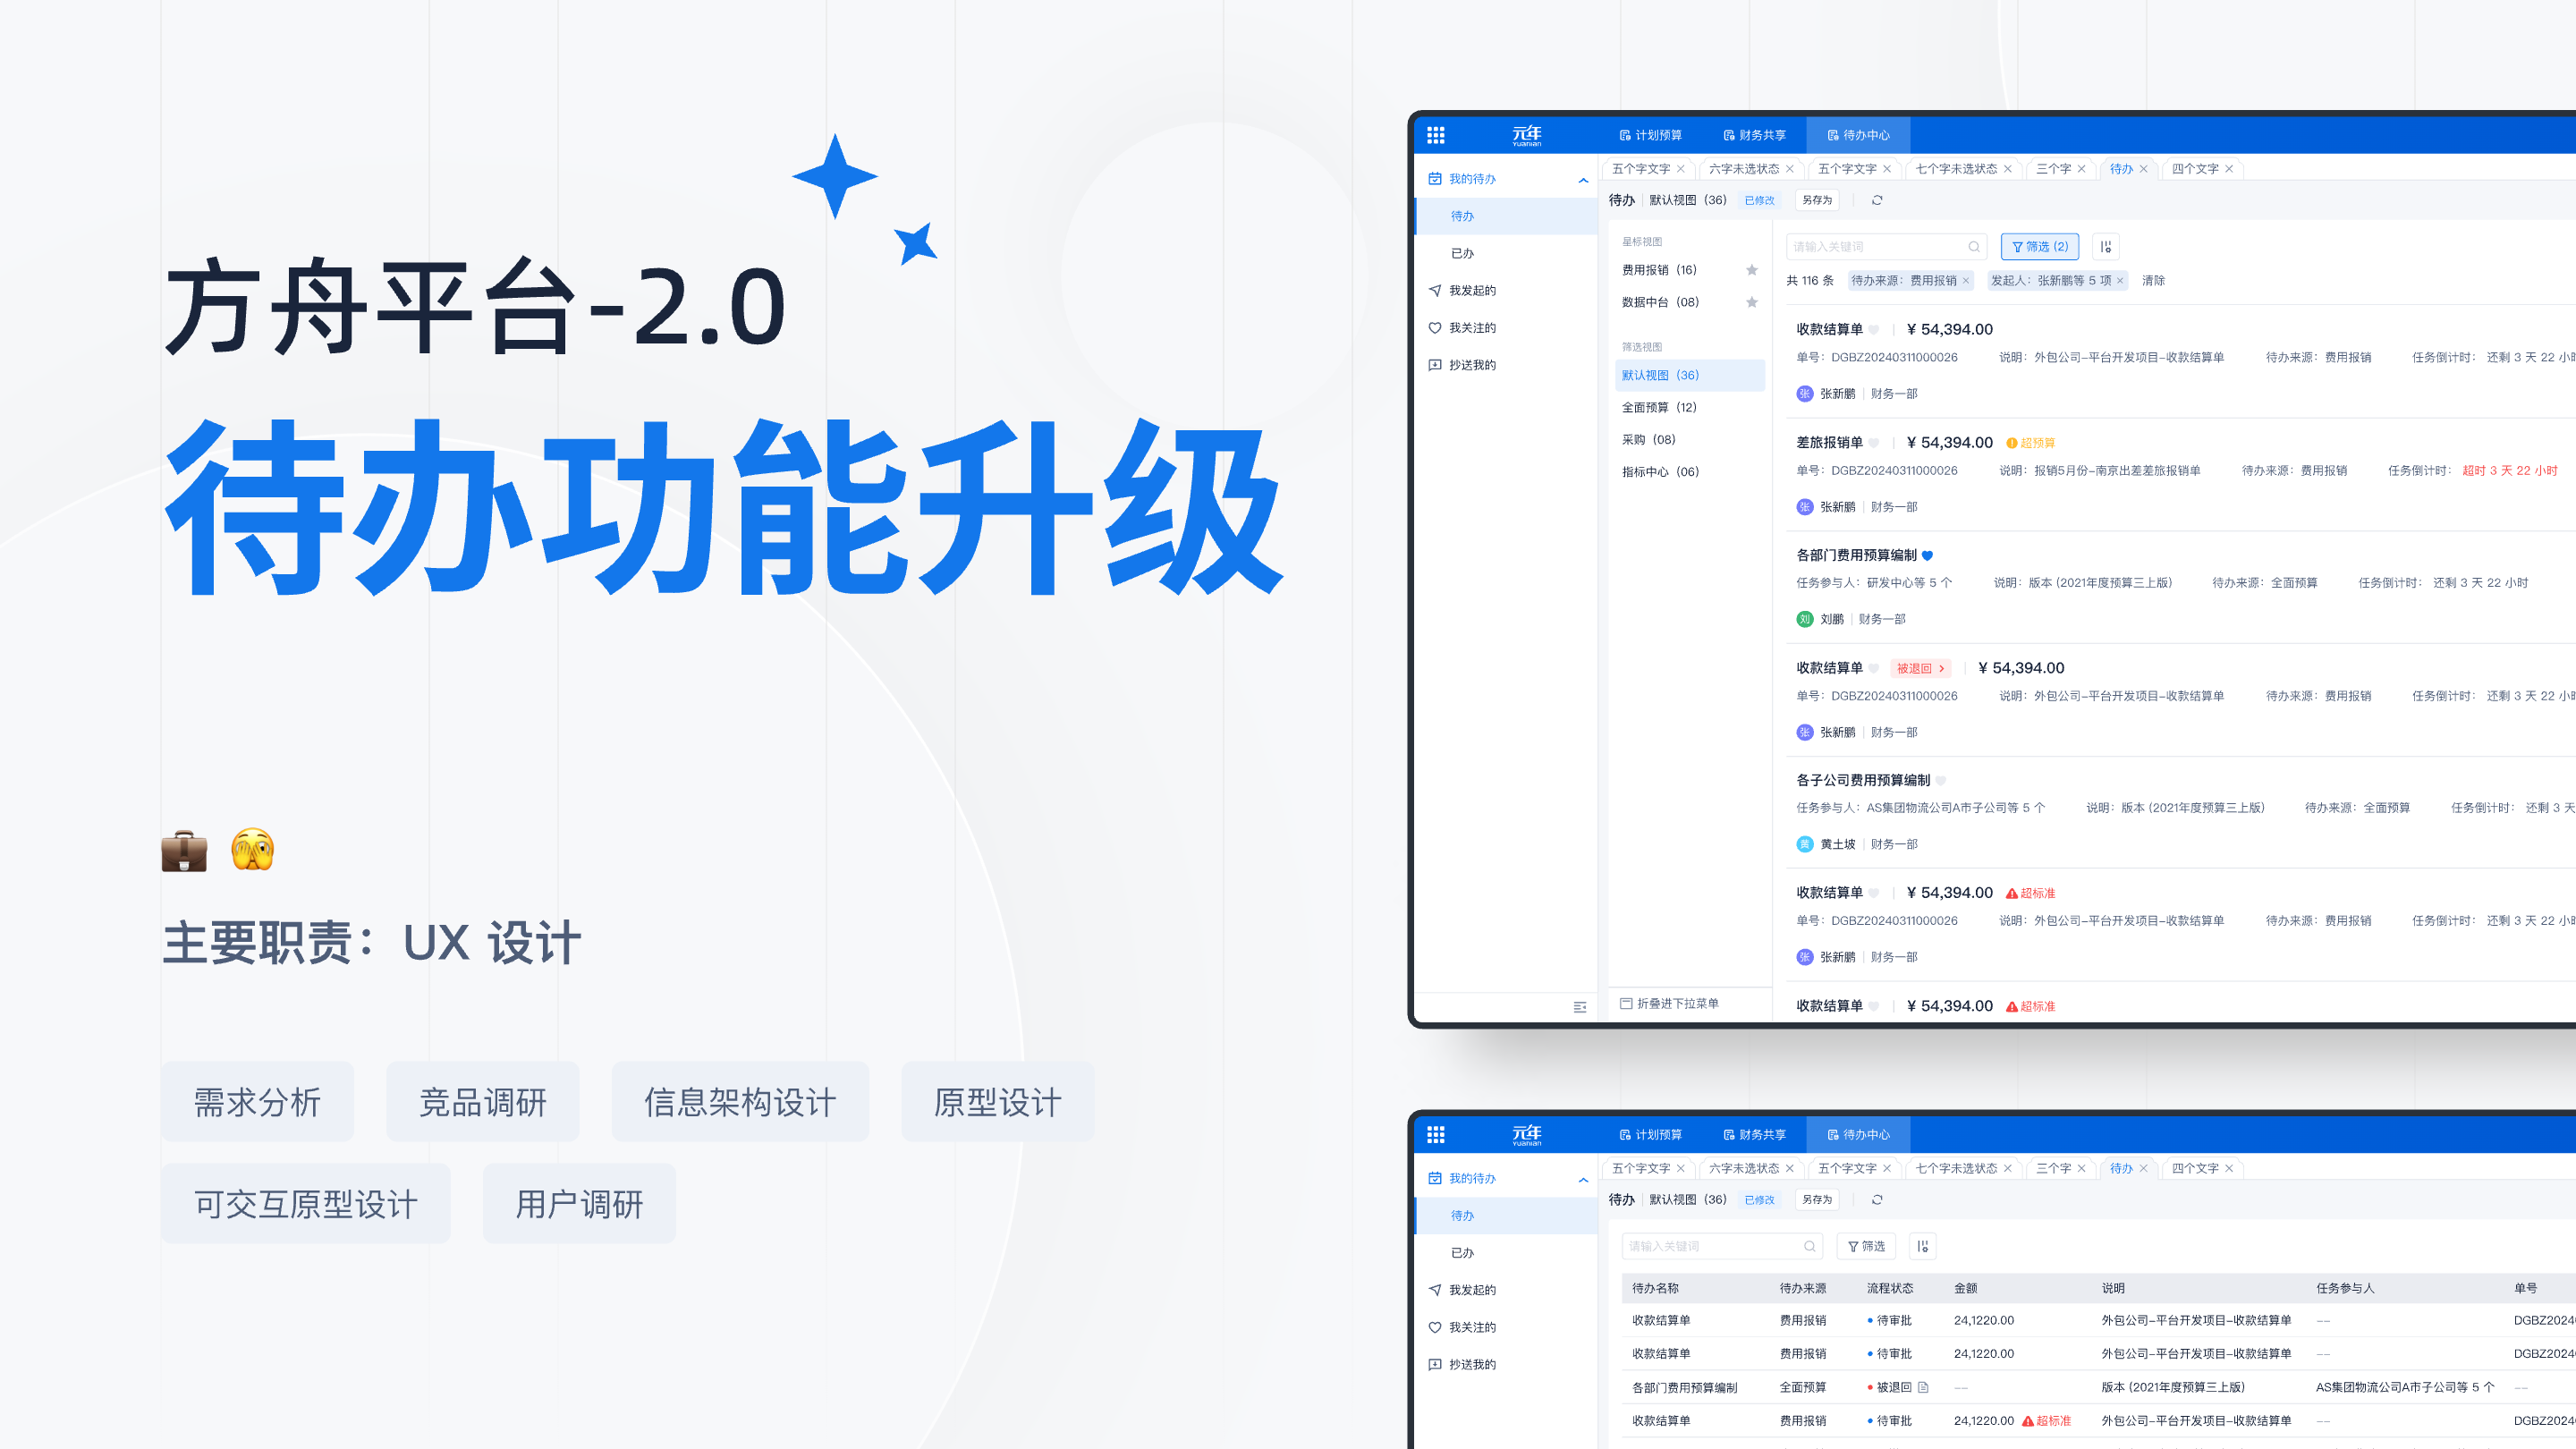 方舟平台-2.0
待办功能升级
主要职责：UX 设计
需求分析 竞品调研 信息架构设计 原型设计
可交互原型设计 用户调研
元年 yuanian 计划预算 财务共享 待办中心
我的待办
待办
已办
我发起的
我关注的
抄送我的
五个字文字 六字未选状态 五个字文字 七个字未选状态 三个字 待办 四个文字
待办 默认视图 (36) 已修改 另存为
星标视图
费用报销 (16)
数据中台 (08)
筛选视图
默认视图 (36)
全面预算 (12)
采购 (08)
指标中心 (06)
折叠进下拉菜单
请输入关键词 筛选 (2)
共 116 条 待办来源：费用报销 发起人：张新鹏等 5 项 清除
收款结算单 ¥ 54,394.00
单号：DGBZ20240311000026 说明：外包公司-平台开发项目-收款结算单 待办来源：费用报销 任务倒计时： 还剩 3 天 22 小时
张 张新鹏 财务一部
差旅报销单 ¥ 54,394.00 超预算
单号：DGBZ20240311000026 说明：报销5月份-南京出差差旅报销单 待办来源：费用报销 任务倒计时： 超时 3 天 22 小时
张 张新鹏 财务一部
各部门费用预算编制
任务参与人：研发中心等 5 个 说明：版本 (2021年度预算三上版) 待办来源：全面预算 任务倒计时： 还剩 3 天 22 小时
刘 刘鹏 财务一部
收款结算单 被退回 ¥ 54,394.00
单号：DGBZ20240311000026 说明：外包公司-平台开发项目-收款结算单 待办来源：费用报销 任务倒计时： 还剩 3 天 22 小时
张 张新鹏 财务一部
各子公司费用预算编制
任务参与人：AS集团物流公司A市子公司等 5 个 说明：版本 (2021年度预算三上版) 待办来源：全面预算 任务倒计时： 还剩 3 天
黄 黄土坡 财务一部
收款结算单 ¥ 54,394.00 超标准
单号：DGBZ20240311000026 说明：外包公司-平台开发项目-收款结算单 待办来源：费用报销 任务倒计时： 还剩 3 天 22 小时
张 张新鹏 财务一部
收款结算单 ¥ 54,394.00 超标准
元年 yuanian 计划预算 财务共享 待办中心
我的待办
待办
已办
我发起的
我关注的
抄送我的
五个字文字 六字未选状态 五个字文字 七个字未选状态 三个字 待办 四个文字
待办 默认视图 (36) 已修改 另存为
请输入关键词 筛选
待办名称 待办来源 流程状态 金额 说明 任务参与人 单号
收款结算单 费用报销 待审批 24,1220.00 外包公司-平台开发项目-收款结算单 -- DGBZ2024
收款结算单 费用报销 待审批 24,1220.00 外包公司-平台开发项目-收款结算单 -- DGBZ2024
各部门费用预算编制 全面预算 被退回 -- 版本 (2021年度预算三上版) AS集团物流公司A市子公司等 5 个 --
收款结算单 费用报销 待审批 24,1220.00 超标准 外包公司-平台开发项目-收款结算单 -- DGBZ2024